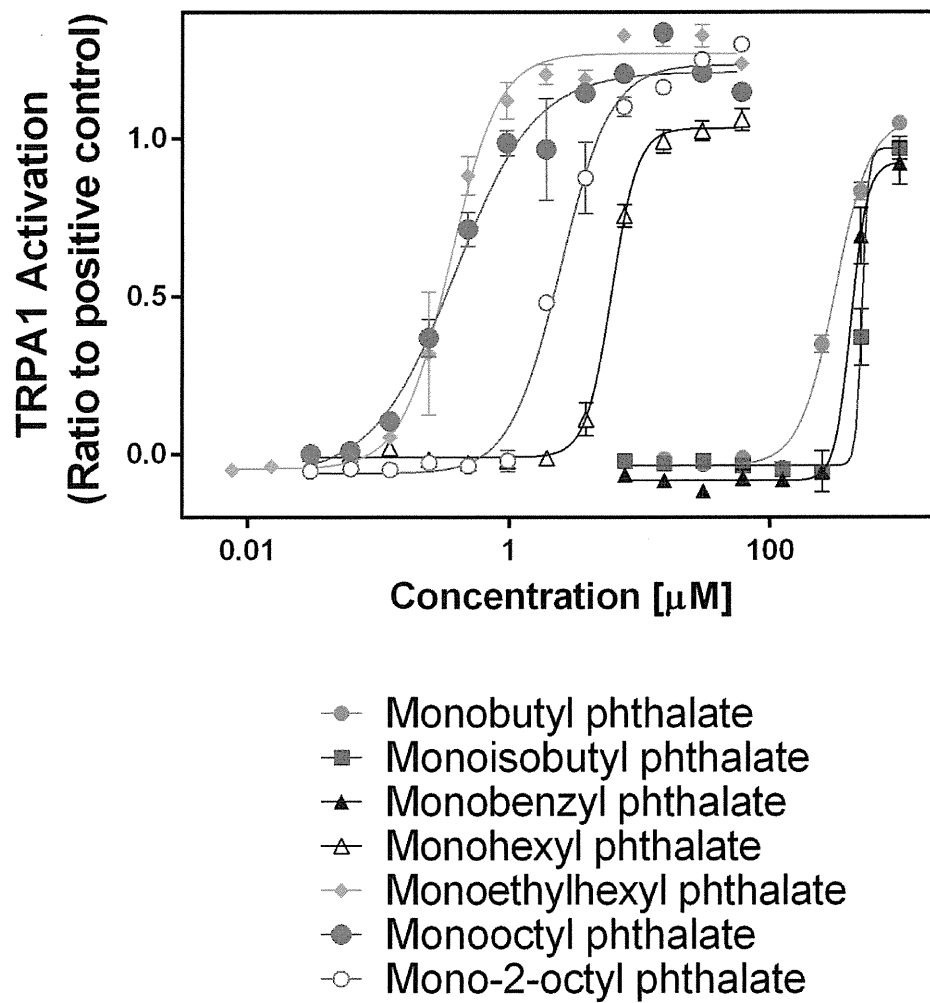 TRPA1 Activation
(Ratio to positive control)
1.0
0.5
0.0
0.01
1
100
Concentration [μM]
Monobutyl phthalate
Monoisobutyl phthalate
Monobenzyl phthalate
Monohexyl phthalate
Monoethylhexyl phthalate
Monooctyl phthalate
Mono-2-octyl phthalate